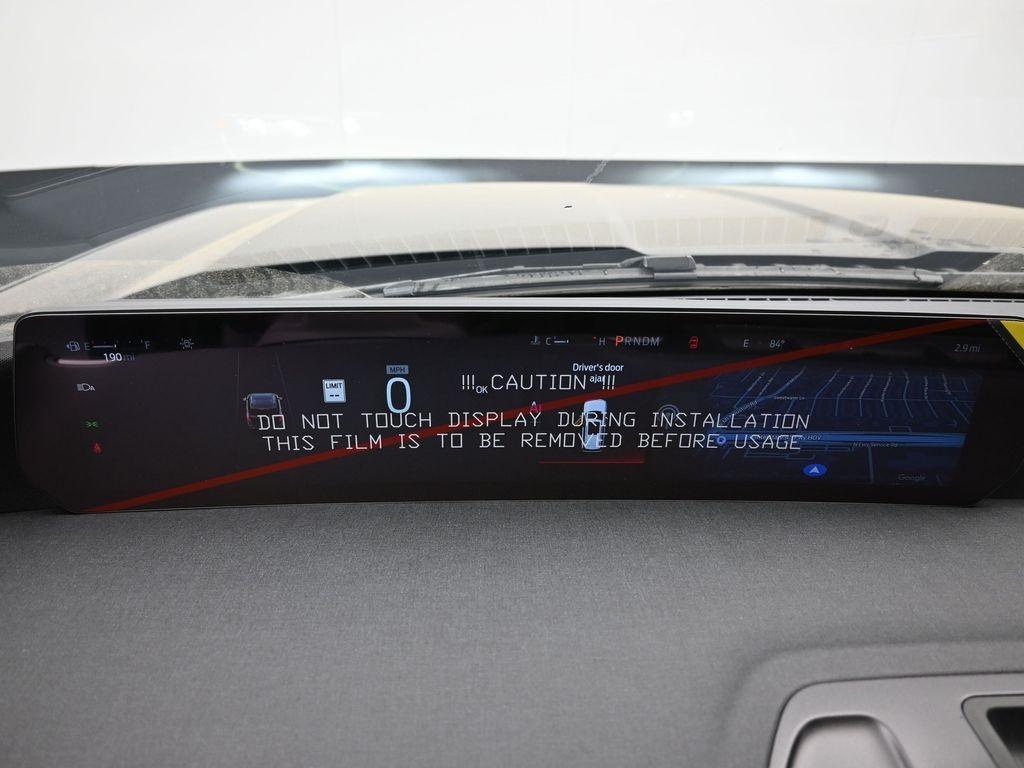 E F
190 mi
C H PRNDM
E 84°
2.9 mi
LIMIT
--
MPH
0
Driver's door
ajar
OK
!!! CAUTION !!!
DO NOT TOUCH DISPLAY DURING INSTALLATION
THIS FILM IS TO BE REMOVED BEFORE USAGE
Google